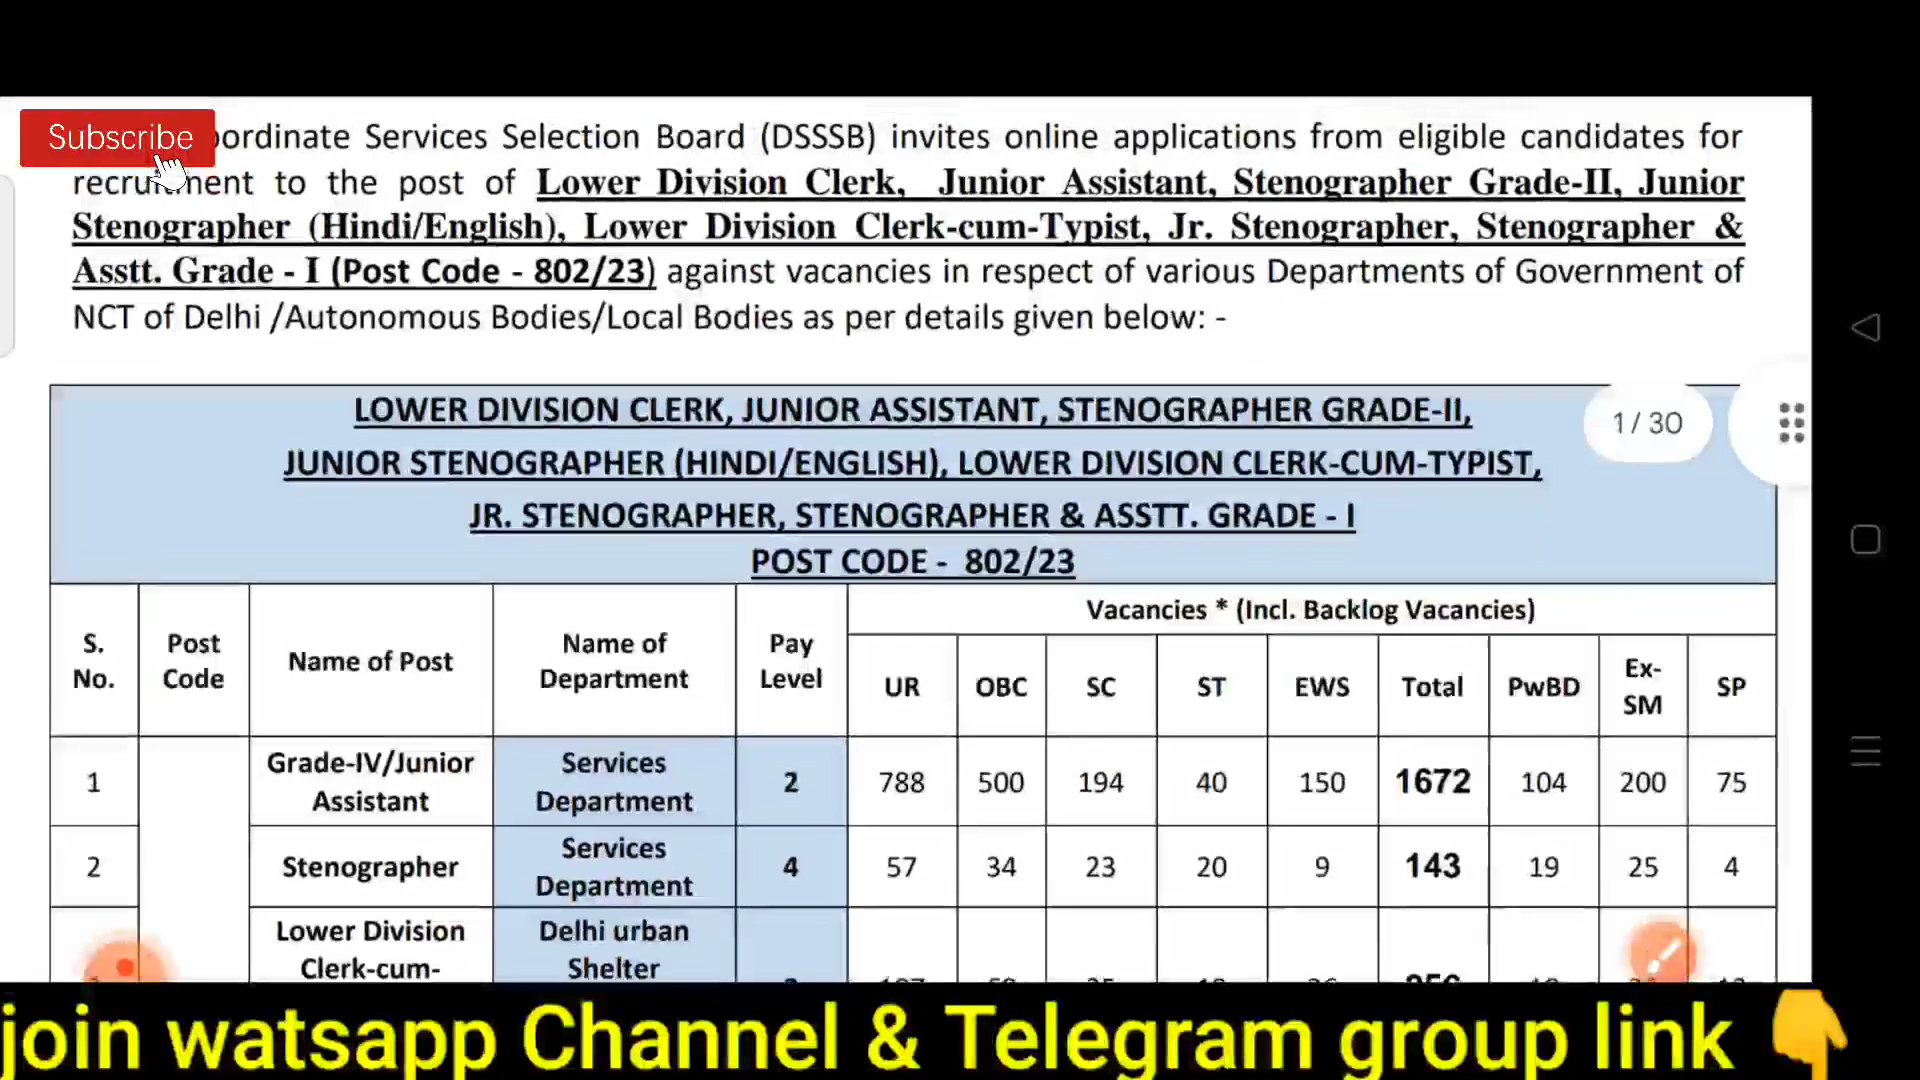 Subscribe
ordinate Services Selection Board (DSSSB) invites online applications from eligible candidates for
recruitment to the post of Lower Division Clerk, Junior Assistant, Stenographer Grade-II, Junior
Stenographer (Hindi/English), Lower Division Clerk-cum-Typist, Jr. Stenographer, Stenographer &
Asstt. Grade - I (Post Code - 802/23) against vacancies in respect of various Departments of Government of
NCT of Delhi /Autonomous Bodies/Local Bodies as per details given below: -
LOWER DIVISION CLERK, JUNIOR ASSISTANT, STENOGRAPHER GRADE-II,
1 / 30
JUNIOR STENOGRAPHER (HINDI/ENGLISH), LOWER DIVISION CLERK-CUM-TYPIST,
JR. STENOGRAPHER, STENOGRAPHER & ASSTT. GRADE - I
POST CODE - 802/23
S. No. Post Code Name of Post Name of Department Pay Level Vacancies * (Incl. Backlog Vacancies)
UR OBC SC ST EWS Total PwBD Ex-SM SP
1 Grade-IV/Junior Assistant Services Department 2 788 500 194 40 150 1672 104 200 75
2 Stenographer Services Department 4 57 34 23 20 9 143 19 25 4
Lower Division Delhi urban
Clerk-cum- Shelter
join watsapp Channel & Telegram group link